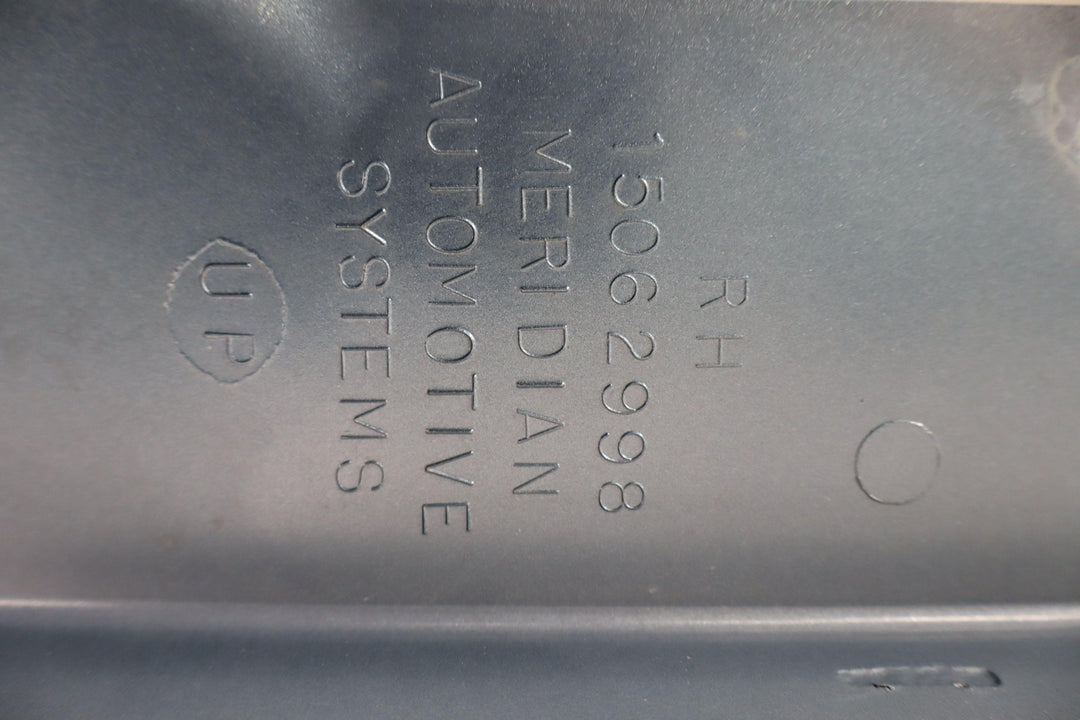 RH
15062998
MERIDIAN
AUTOMOTIVE
SYSTEMS
UP